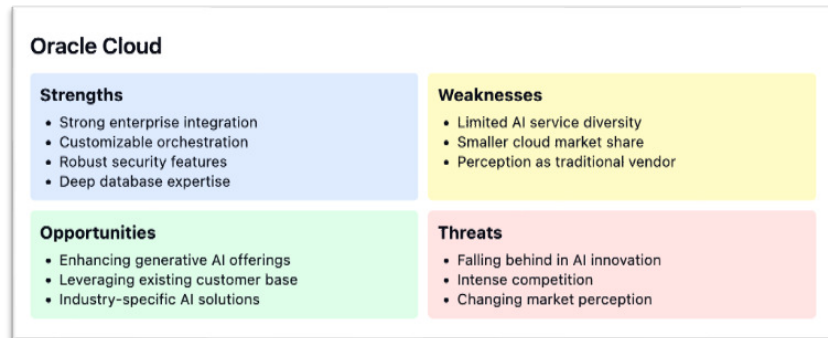 Oracle Cloud
Strengths
• Strong enterprise integration
• Customizable orchestration
• Robust security features
• Deep database expertise
Weaknesses
• Limited AI service diversity
• Smaller cloud market share
• Perception as traditional vendor
Opportunities
• Enhancing generative AI offerings
• Leveraging existing customer base
• Industry-specific AI solutions
Threats
• Falling behind in AI innovation
• Intense competition
• Changing market perception